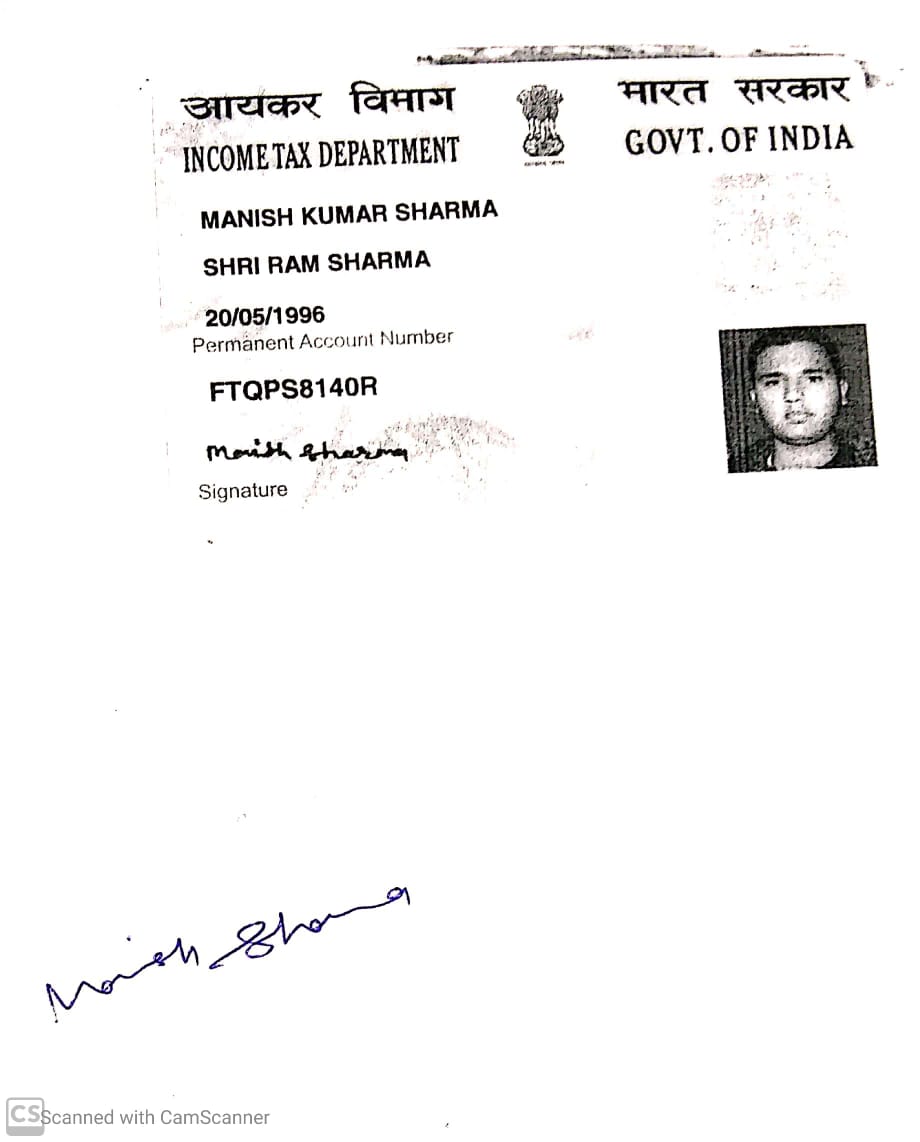 आयकर विभाग
INCOME TAX DEPARTMENT
भारत सरकार
GOVT. OF INDIA
MANISH KUMAR SHARMA
SHRI RAM SHARMA
20/05/1996
Permanent Account Number
FTQPS8140R
Manish Sharma
Signature
Manish Sharma
CS Scanned with CamScanner